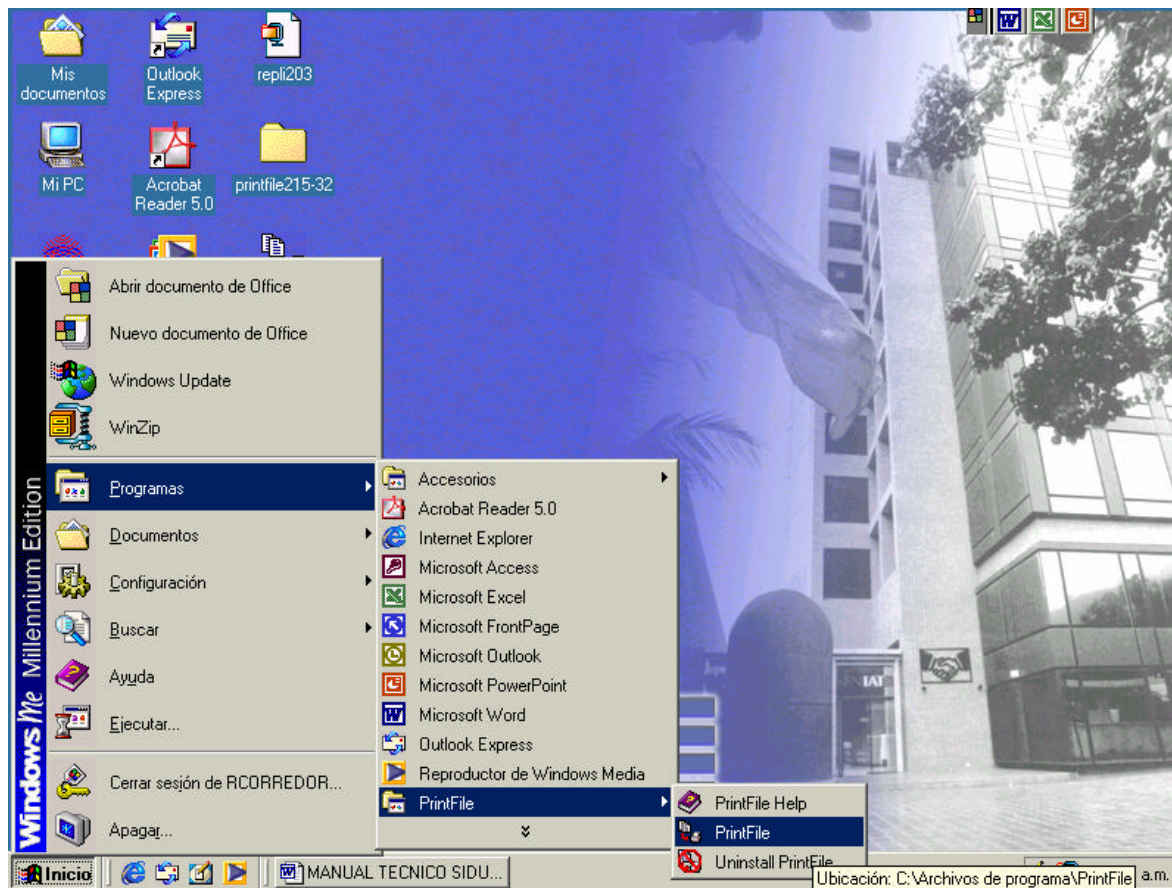 Mis documentos
Outlook Express
repli203
Mi PC
Acrobat Reader 5.0
printfile215-32
Windows Me Millennium Edition
Abrir documento de Office
Nuevo documento de Office
Windows Update
WinZip
Programas
Documentos
Configuración
Buscar
Ayuda
Ejecutar...
Cerrar sesión de RCORREDOR...
Apagar...
Accesorios
Acrobat Reader 5.0
Internet Explorer
Microsoft Access
Microsoft Excel
Microsoft FrontPage
Microsoft Outlook
Microsoft PowerPoint
Microsoft Word
Outlook Express
Reproductor de Windows Media
PrintFile
PrintFile Help
PrintFile
Uninstall PrintFile
IAT
Inicio
MANUAL TECNICO SIDU...
Ubicación: C:\Archivos de programa\PrintFile
a.m.